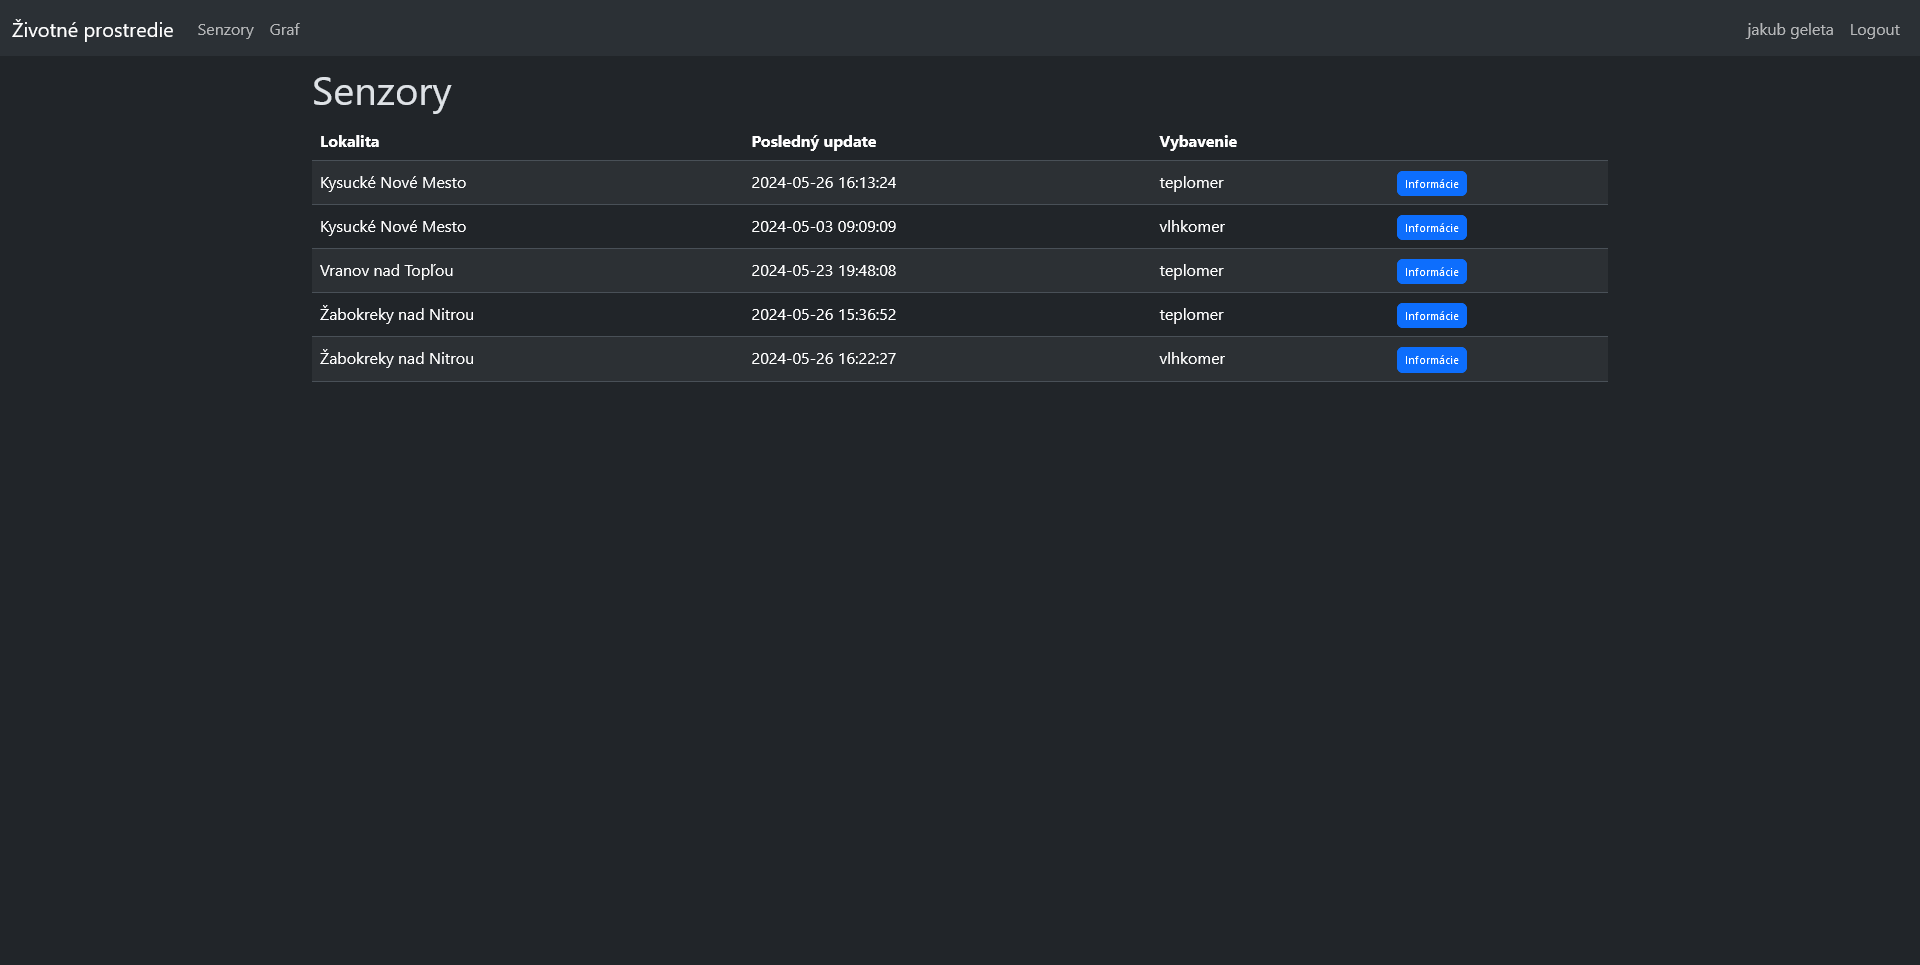 Životné prostredie Senzory Graf jakub geleta Logout
Senzory
Lokalita Posledný update Vybavenie
Kysucké Nové Mesto 2024-05-26 16:13:24 teplomer Informácie
Kysucké Nové Mesto 2024-05-03 09:09:09 vlhkomer Informácie
Vranov nad Topľou 2024-05-23 19:48:08 teplomer Informácie
Žabokreky nad Nitrou 2024-05-26 15:36:52 teplomer Informácie
Žabokreky nad Nitrou 2024-05-26 16:22:27 vlhkomer Informácie